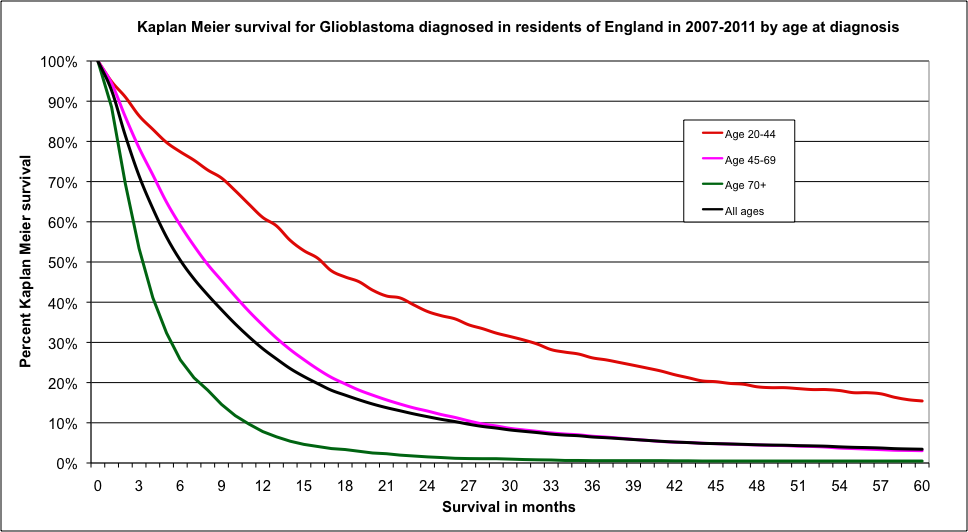 Kaplan Meier survival for Glioblastoma diagnosed in residents of England in 2007-2011 by age at diagnosis
100%
90%
80%
70%
60%
50%
40%
30%
20%
10%
0%
Percent Kaplan Meier survival
Age 20-44
Age 45-69
Age 70+
All ages
0 3 6 9 12 15 18 21 24 27 30 33 36 39 42 45 48 51 54 57 60
Survival in months